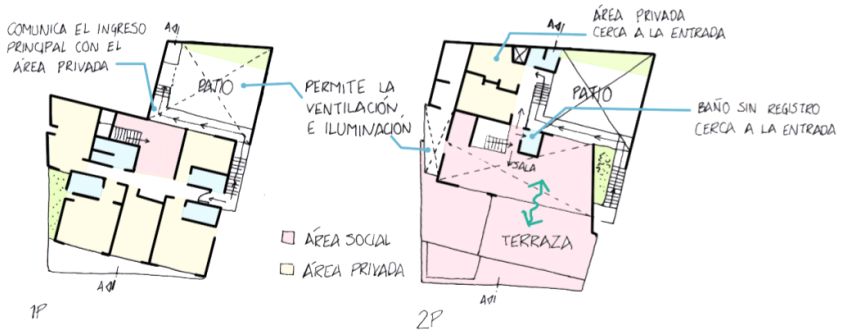 COMUNICA EL INGRESO
PRINCIPAL CON EL
ÁREA PRIVADA
A
PATIO
PERMITE LA
VENTILACIÓN
E ILUMINACIÓN
ÁREA SOCIAL
ÁREA PRIVADA
A
1P
ÁREA PRIVADA
CERCA A LA ENTRADA
A
PATIO
BAÑO SIN REGISTRO
CERCA A LA ENTRADA
SALA
TERRAZA
A
2P